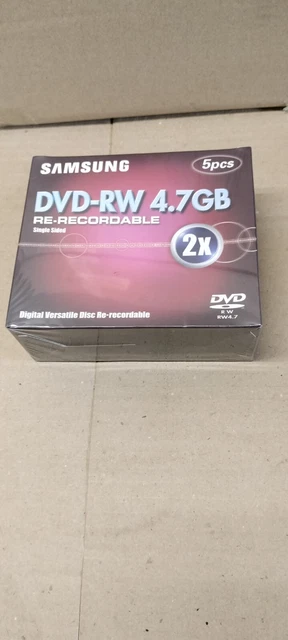 SAMSUNG
5pcs
DVD-RW 4.7GB
RE-RECORDABLE
Single Sided
2x
DVD
R W
RW4.7
Digital Versatile Disc Re-recordable